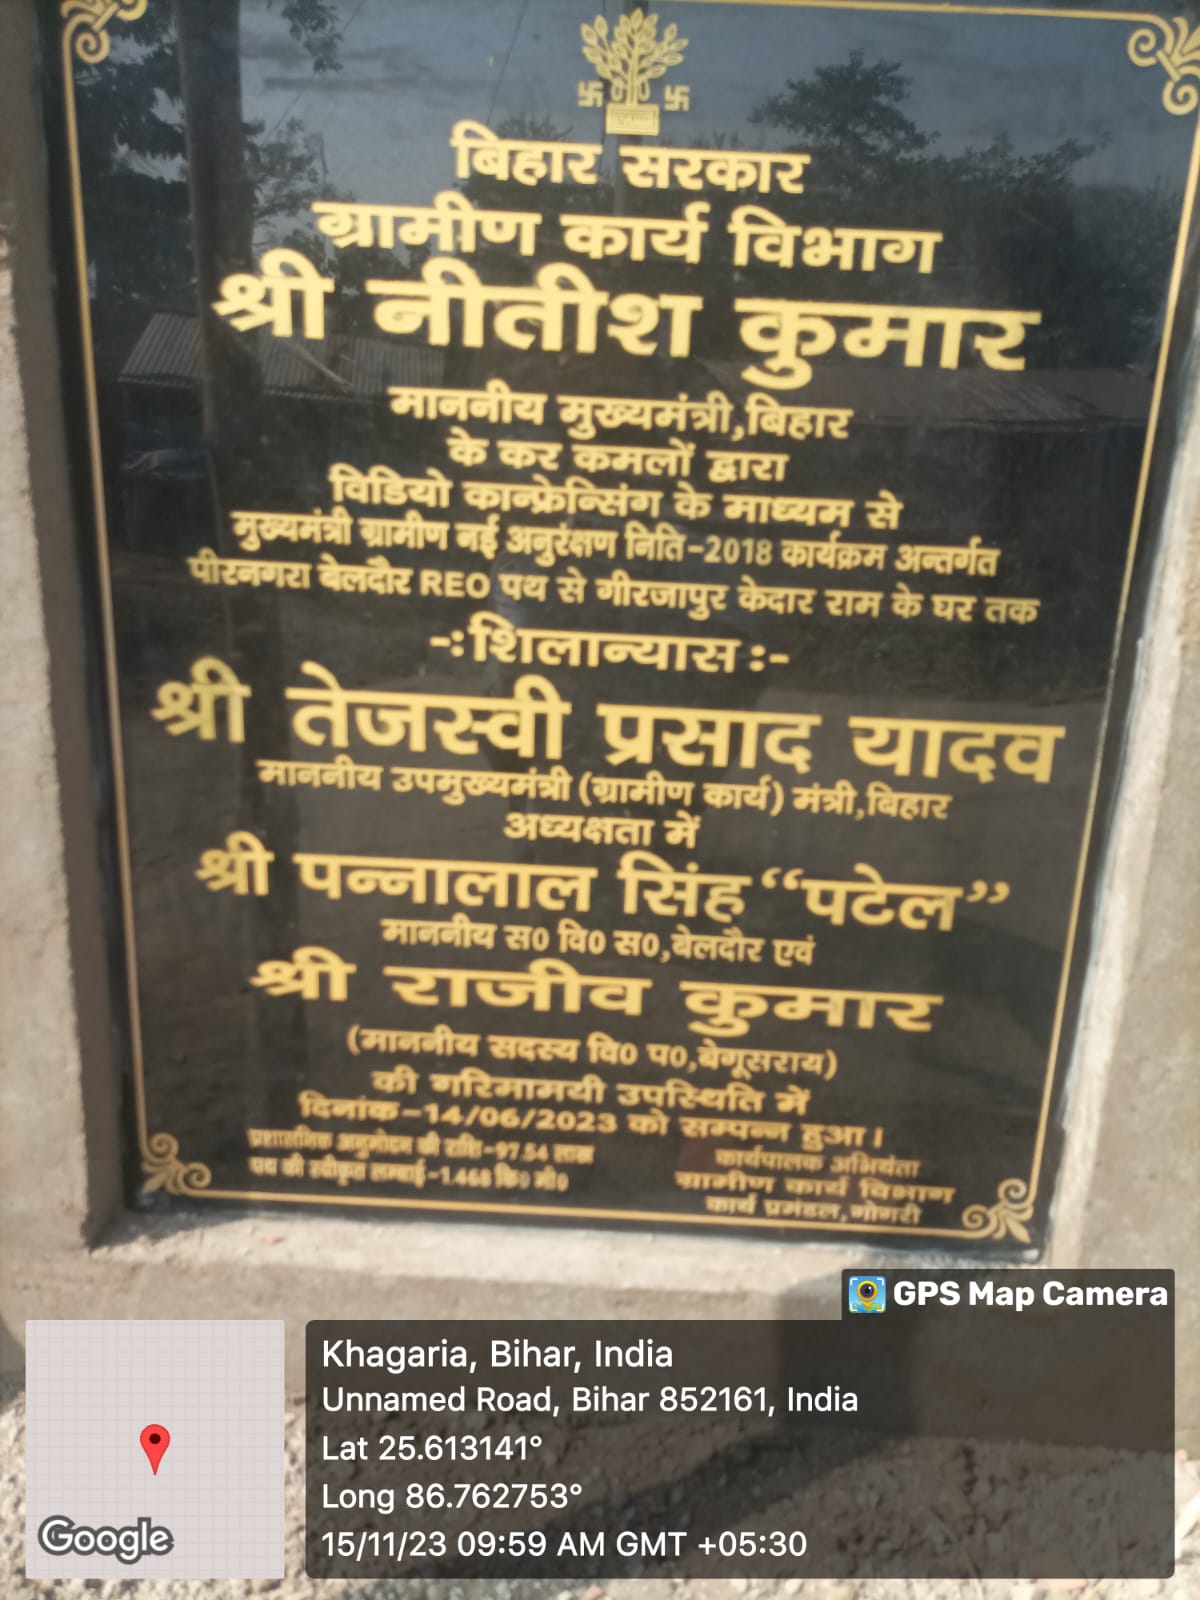 बिहार सरकार
ग्रामीण कार्य विभाग
श्री नीतीश कुमार
माननीय मुख्यमंत्री,बिहार
के कर कमलों द्वारा
विडियो कान्फ्रेन्सिंग के माध्यम से
मुख्यमंत्री ग्रामीण नई अनुरंक्षण निति-2018 कार्यक्रम अन्तर्गत
पीरनगरा बेलदौर REO पथ से गीरजापुर केदार राम के घर तक
-:शिलान्यास:-
श्री तेजस्वी प्रसाद यादव
माननीय उपमुख्यमंत्री (ग्रामीण कार्य) मंत्री,बिहार
अध्यक्षता में
श्री पन्नालाल सिंह “पटेल”
माननीय स0 वि0 स0,बेलदौर एवं
श्री राजीव कुमार
(माननीय सदस्य वि0 प0,बेगूसराय)
की गरिमामयी उपस्थिति में
दिनांक-14/06/2023 को सम्पन्न हुआ।
प्रशासनिक अनुमोदन की राशि-97.54 लाख
पथ की स्वीकृत लम्बाई-1.468 कि0 मी0
कार्यपालक अभियंता
ग्रामीण कार्य विभाग
कार्य प्रमंडल,गोगरी
GPS Map Camera
Google
Khagaria, Bihar, India
Unnamed Road, Bihar 852161, India
Lat 25.613141°
Long 86.762753°
15/11/23 09:59 AM GMT +05:30